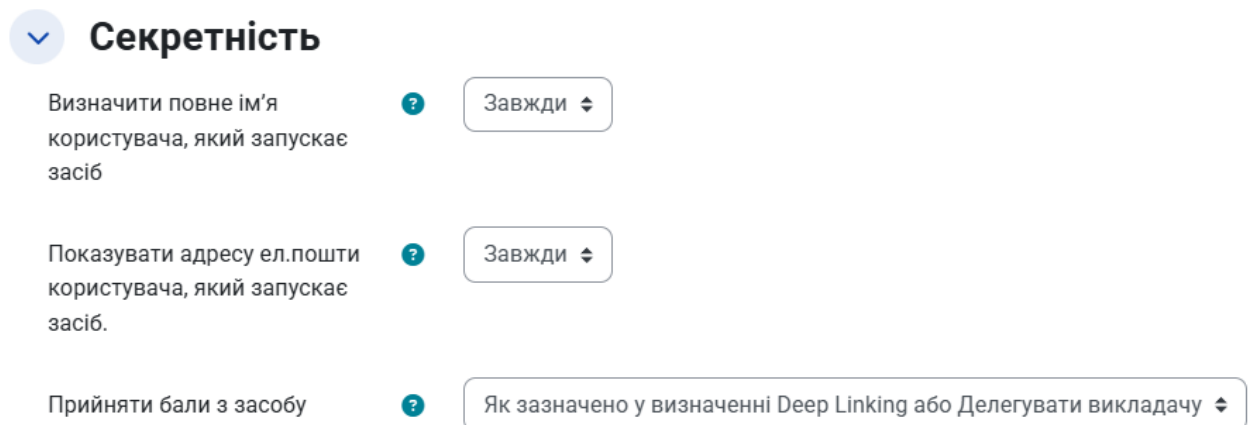 Секретність
Визначити повне ім’я
користувача, який запускає
засіб
Завжди
Показувати адресу ел.пошти
користувача, який запускає
засіб.
Завжди
Прийняти бали з засобу
Як зазначено у визначенні Deep Linking або Делегувати викладачу